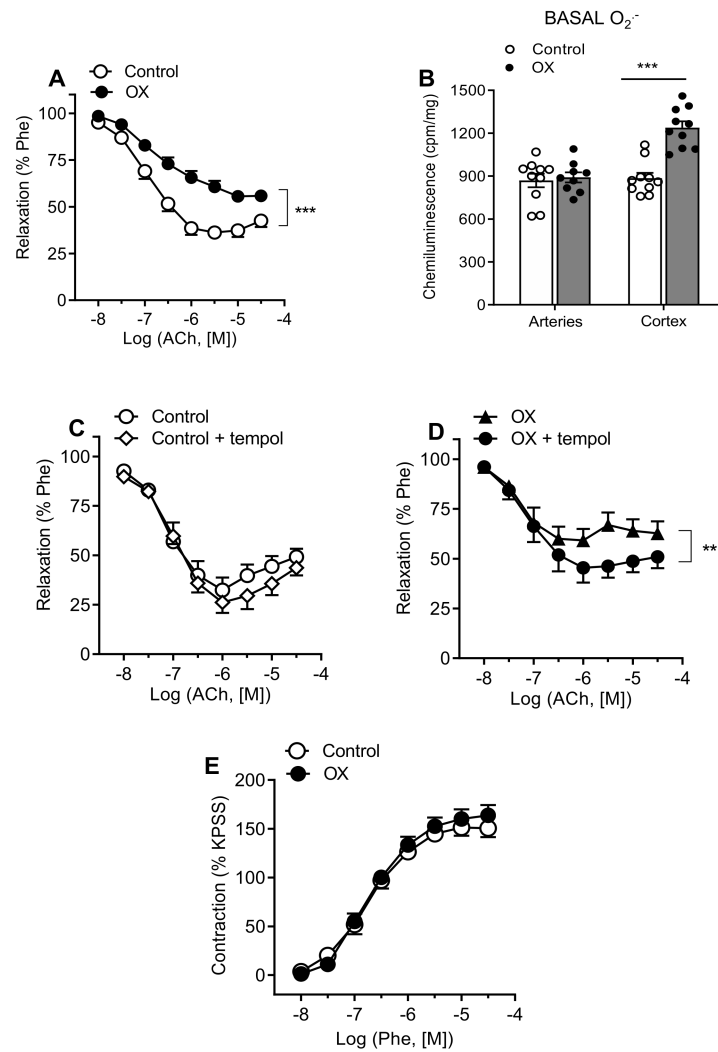 A
Control
OX
Relaxation (% Phe)
100
75
50
25
0
***
-8 -7 -6 -5 -4
Log (ACh, [M])
BASAL O₂·⁻
B
Control
OX
***
Chemiluminescence (cpm/mg)
1500
1200
900
600
300
0
Arteries Cortex
C
Control
Control + tempol
Relaxation (% Phe)
100
75
50
25
0
-8 -7 -6 -5 -4
Log (ACh, [M])
D
OX
OX + tempol
Relaxation (% Phe)
100
75
50
25
0
**
-8 -7 -6 -5 -4
Log (ACh, [M])
E
Control
OX
Contraction (% KPSS)
200
150
100
50
0
-8 -7 -6 -5 -4
Log (Phe, [M])